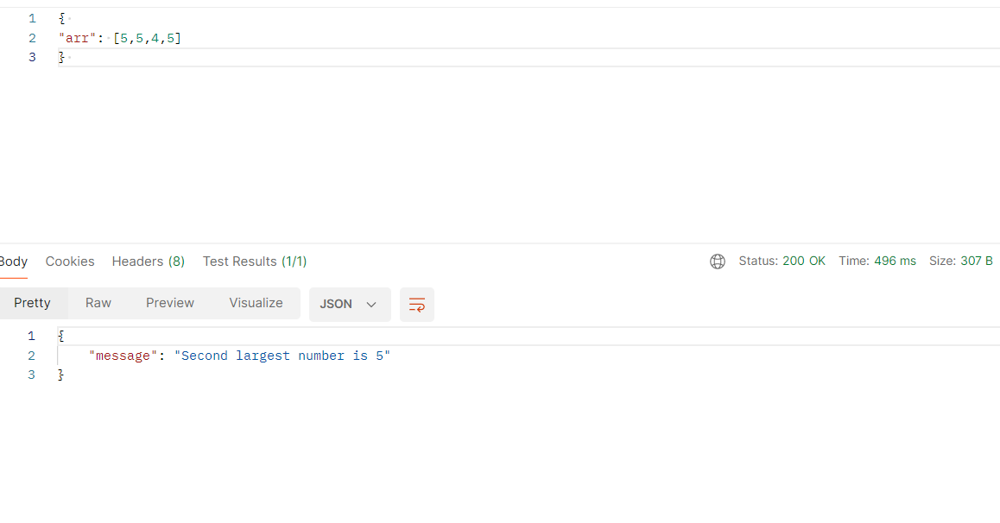 1 {
2 "arr": [5,5,4,5]
3 }
Body Cookies Headers (8) Test Results (1/1) Status: 200 OK Time: 496 ms Size: 307 B
Pretty Raw Preview Visualize JSON
1 {
2 "message": "Second largest number is 5"
3 }